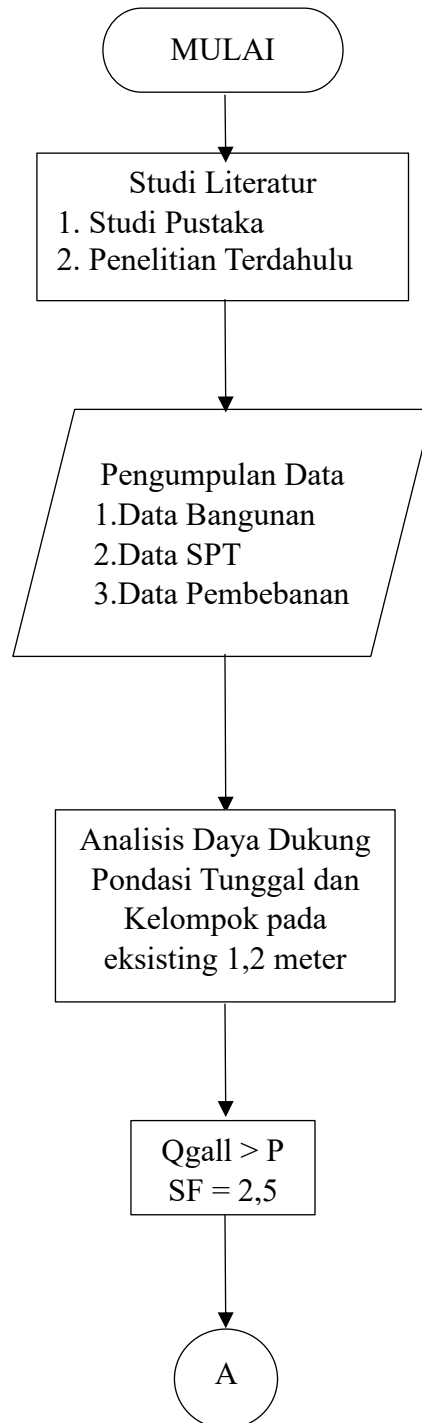 MULAI
Studi Literatur
1. Studi Pustaka
2. Penelitian Terdahulu
Pengumpulan Data
1.Data Bangunan
2.Data SPT
3.Data Pembebanan
Analisis Daya Dukung
Pondasi Tunggal dan
Kelompok pada
eksisting 1,2 meter
Qgall > P
SF = 2,5
A